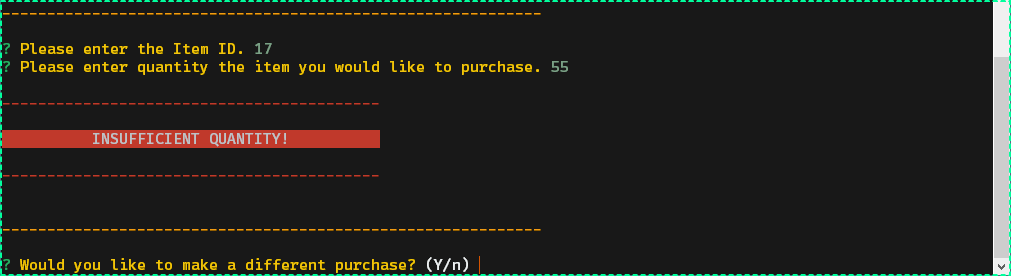 ? Please enter the Item ID. 17
? Please enter quantity the item you would like to purchase. 55
INSUFFICIENT QUANTITY!
? Would you like to make a different purchase? (Y/n)